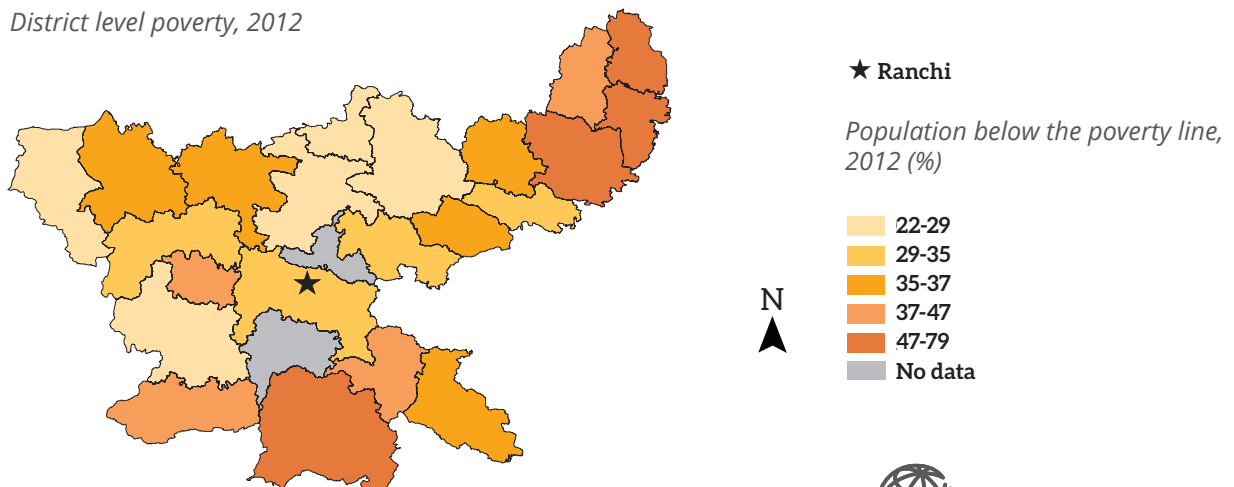 District level poverty, 2012
★ Ranchi
Population below the poverty line,
2012 (%)
22-29
29-35
35-37
37-47
47-79
No data
N